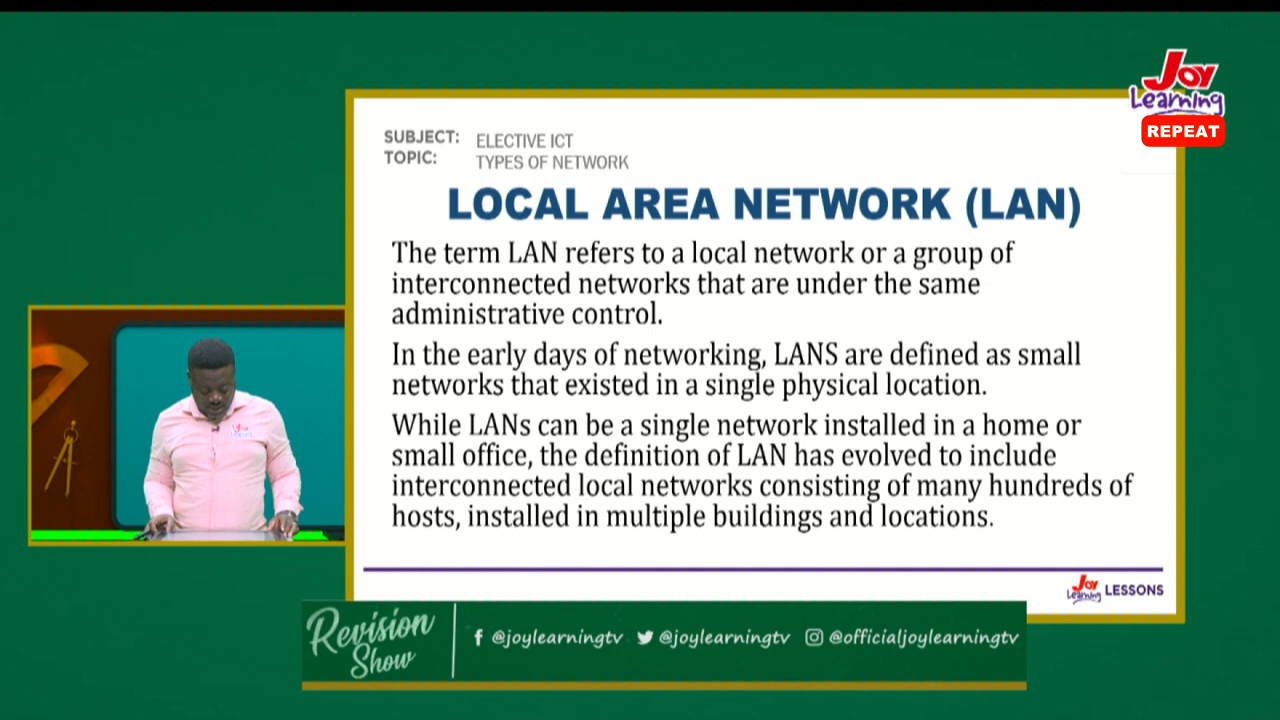 Joy
Learning
REPEAT
SUBJECT: ELECTIVE ICT
TOPIC: TYPES OF NETWORK
LOCAL AREA NETWORK (LAN)
The term LAN refers to a local network or a group of
interconnected networks that are under the same
administrative control.
In the early days of networking, LANS are defined as small
networks that existed in a single physical location.
While LANs can be a single network installed in a home or
small office, the definition of LAN has evolved to include
interconnected local networks consisting of many hundreds of
hosts, installed in multiple buildings and locations.
Joy
Learning LESSONS
Joy
Learning
Revision
Show
@joylearningtv @joylearningtv @officialjoylearningtv